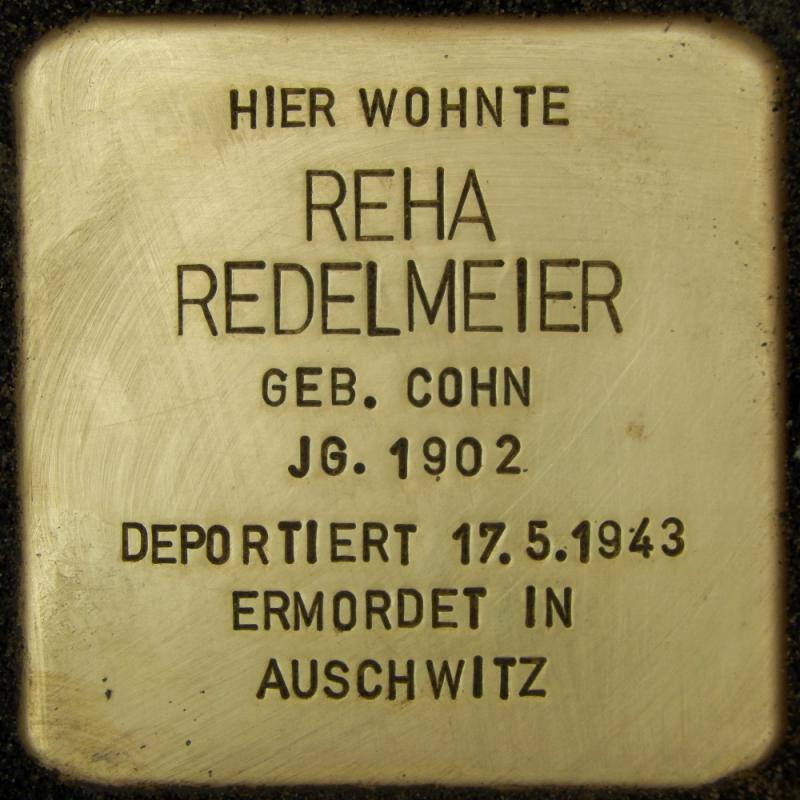 HIER WOHNTE
REHA
REDELMEIER
GEB. COHN
JG. 1902
DEPORTIERT 17.5.1943
ERMORDET IN
AUSCHWITZ